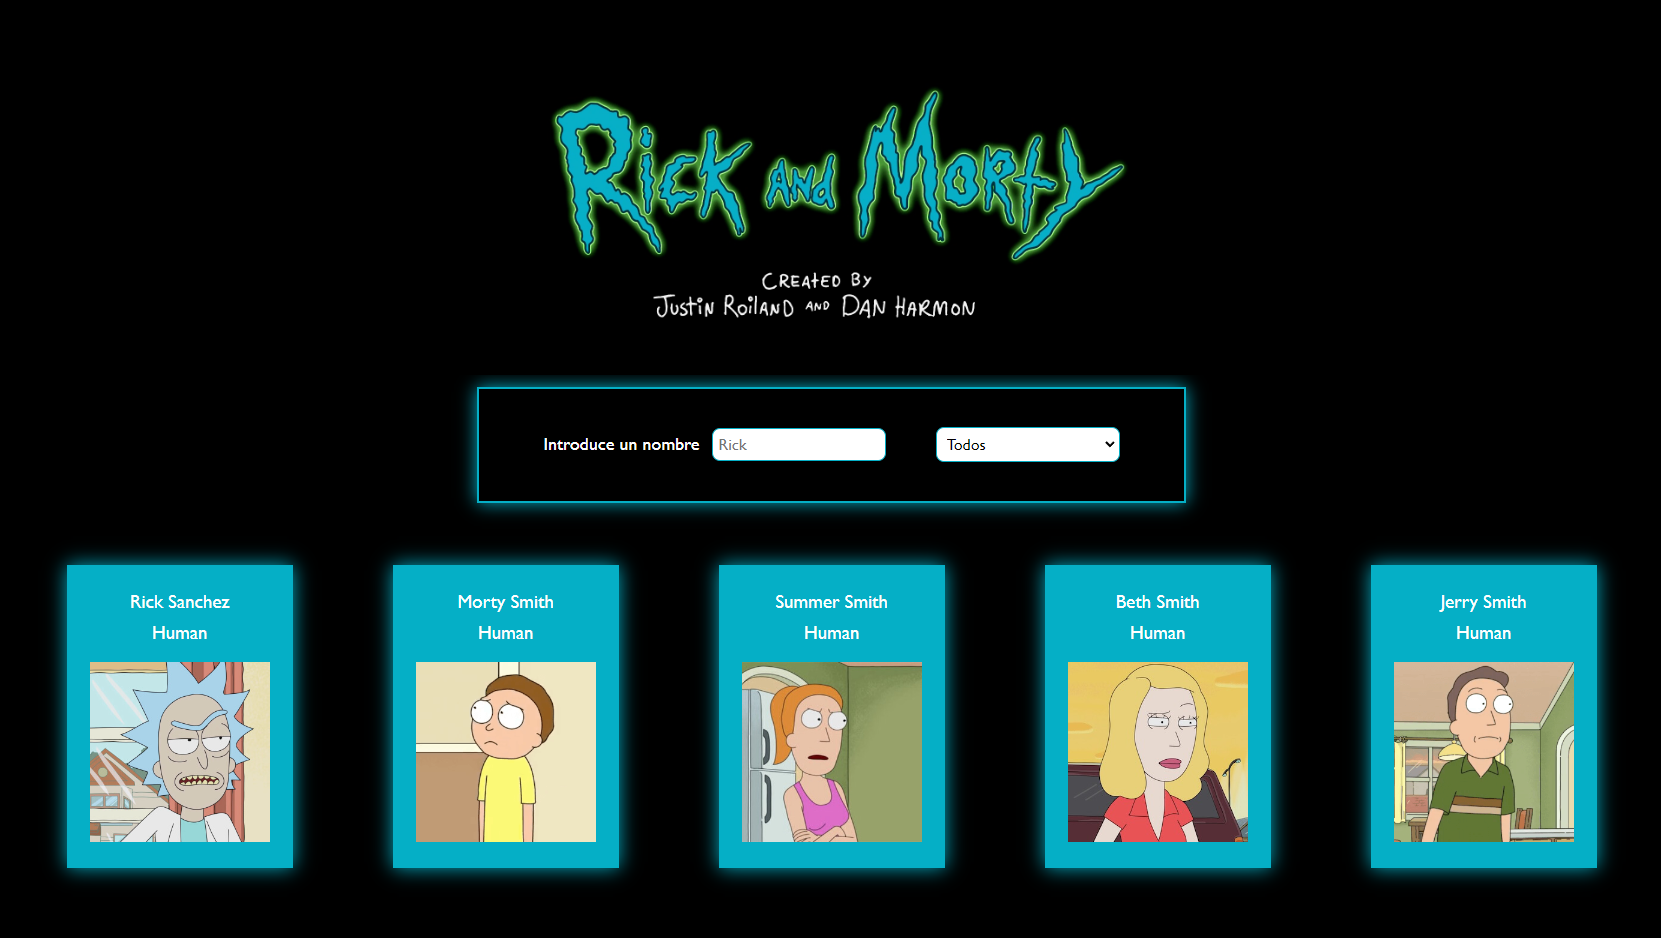 Rick and Morty
Created by
Justin Roiland and Dan Harmon
Introduce un nombre Rick Todos
Rick Sanchez
Human
Morty Smith
Human
Summer Smith
Human
Beth Smith
Human
Jerry Smith
Human